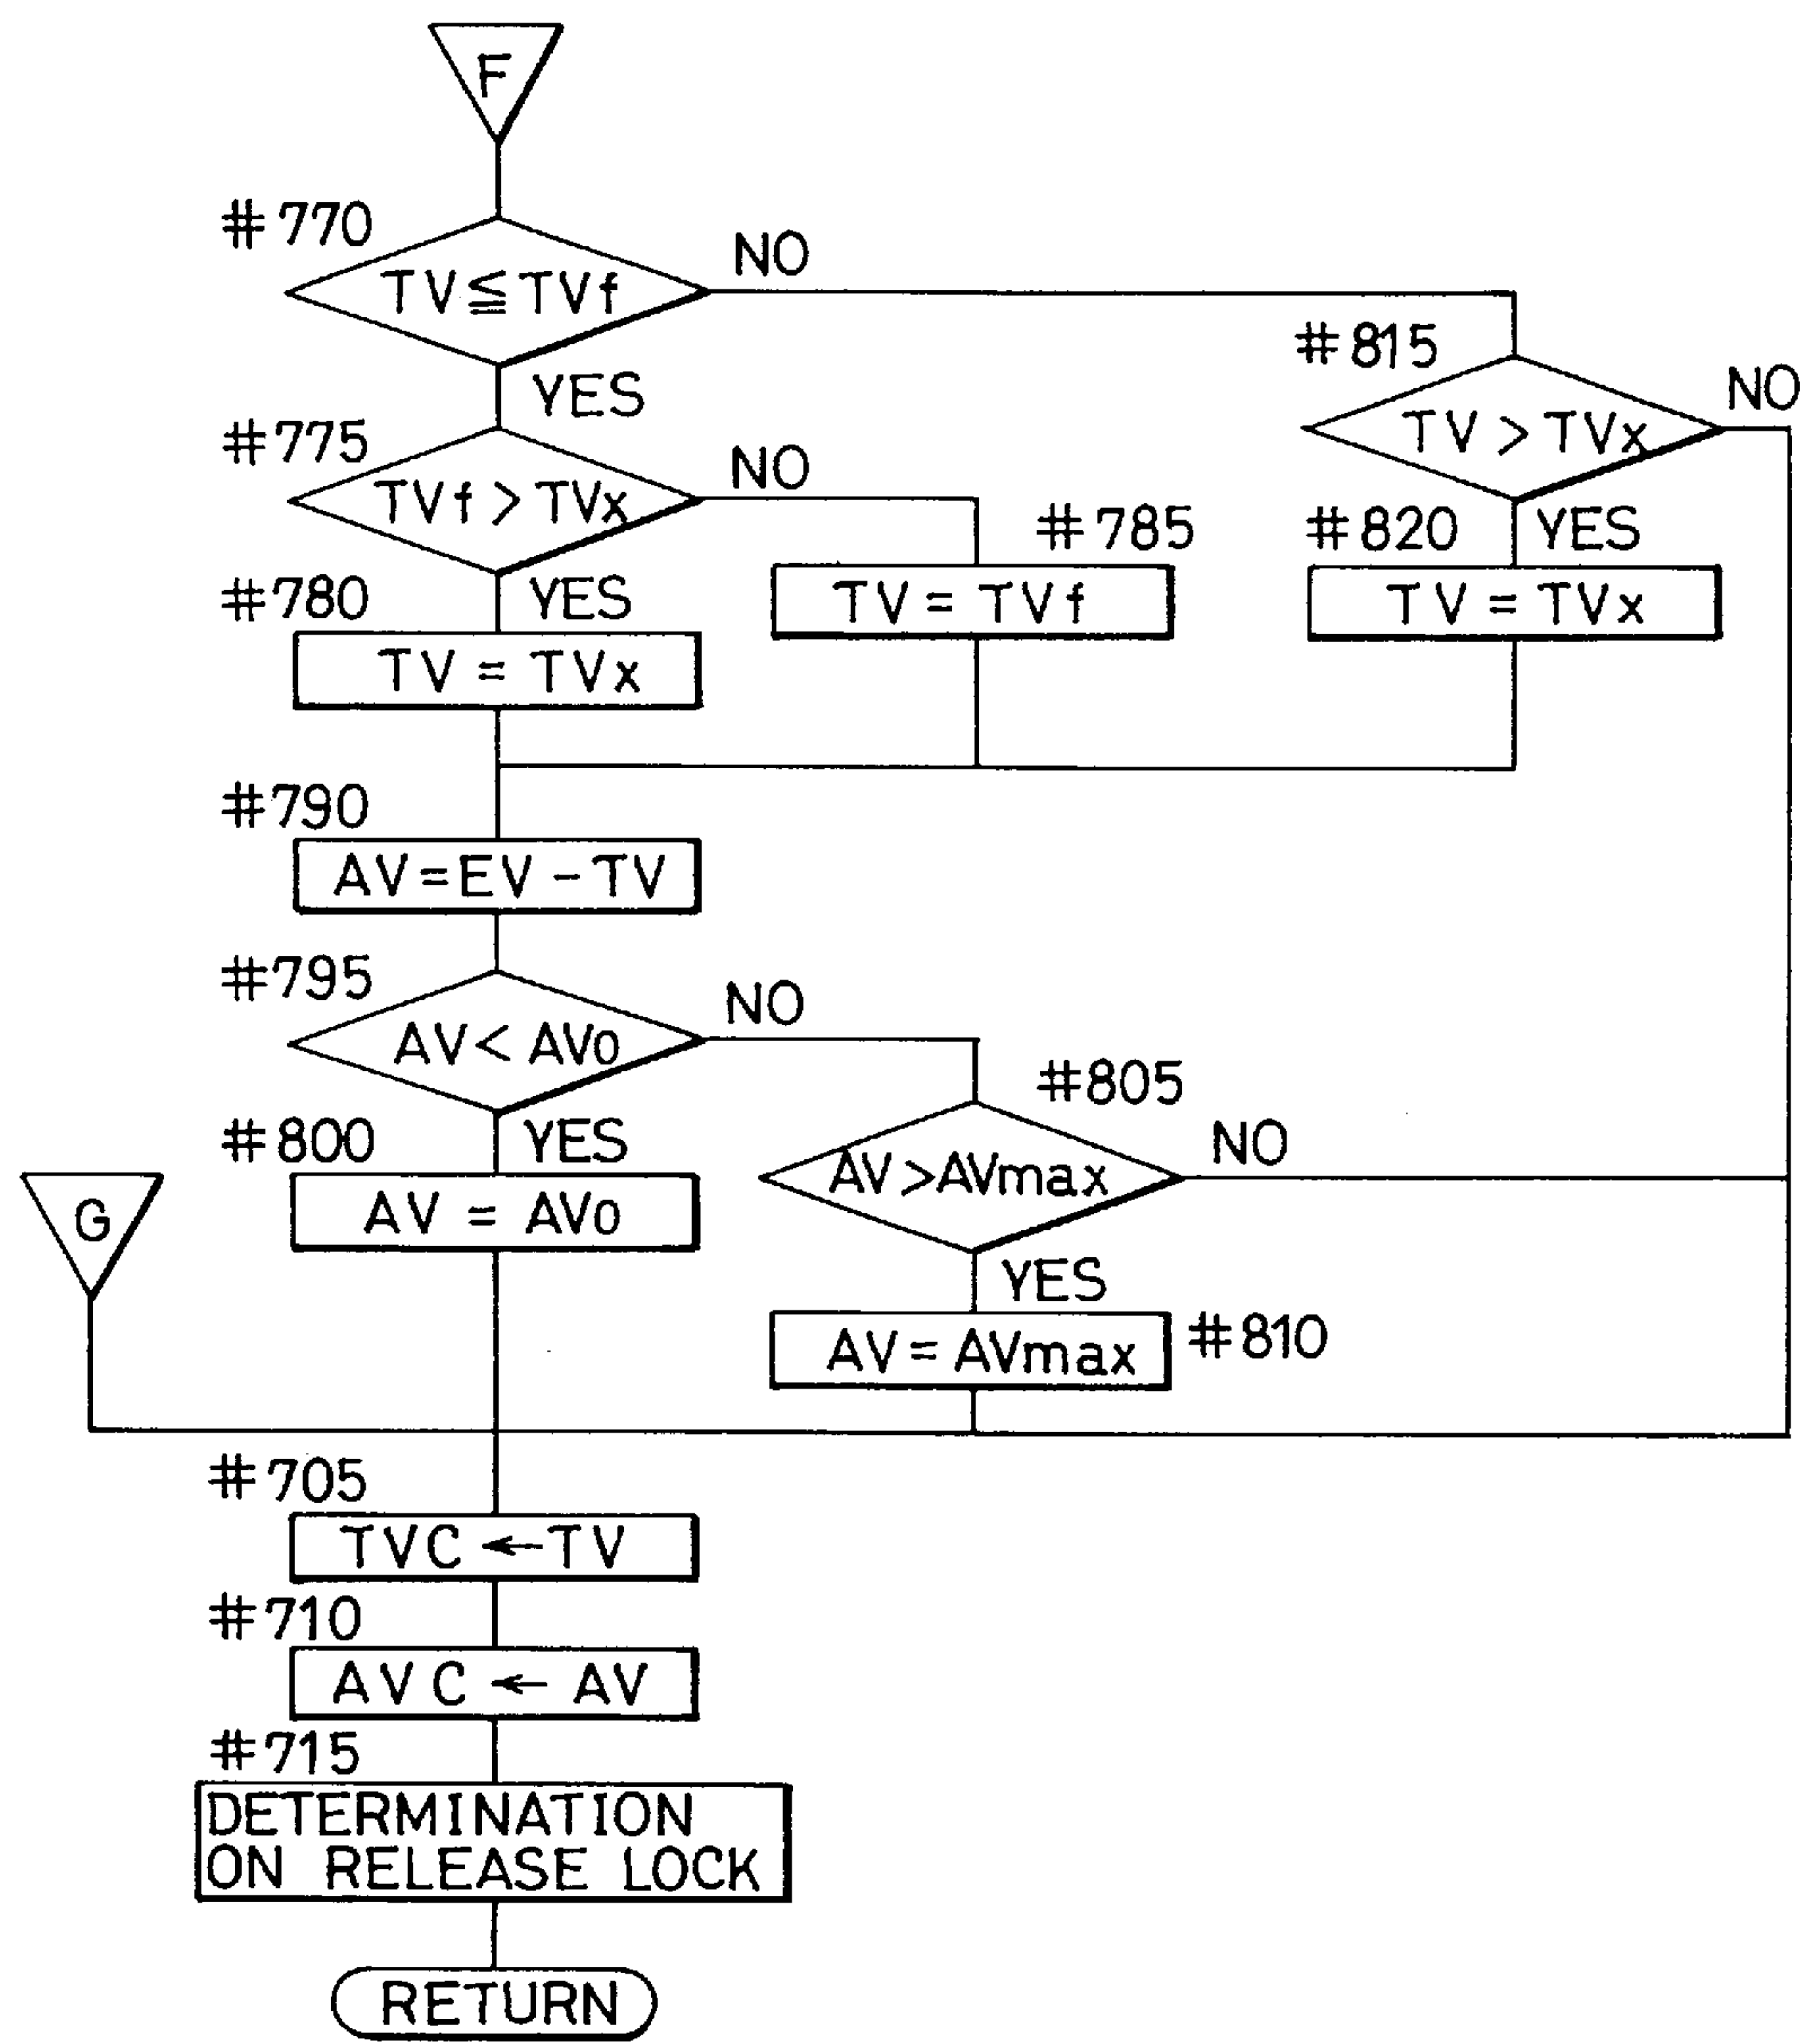 F
#770
TV≦TVf
NO
YES
#815
TV > TVx
NO
#775
TVf > TVx
NO
YES
#785
TV = TVf
#820
YES
TV = TVx
#780
TV = TVx
#790
AV=EV-TV
#795
AV < AVo
NO
YES
#805
AV>AVmax
NO
YES
#800
AV = AVo
G
AV = AVmax
#810
#705
TVC ← TV
#710
AVC ← AV
#715
DETERMINATION
ON RELEASE LOCK
RETURN